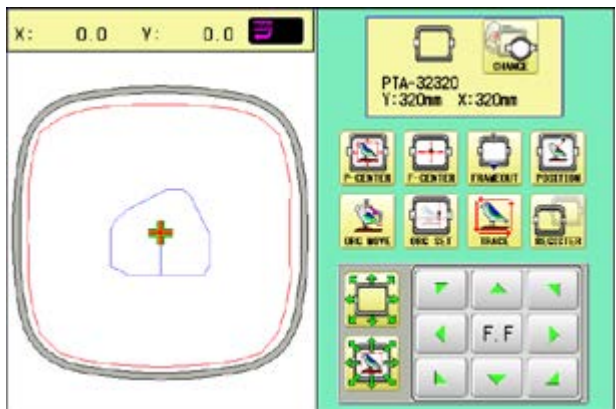 X: 0.0 Y: 0.0
CHANGE
PTA-32320
Y:320mm X:320mm
P-CENTER F-CENTER FRAMEOUT POSITION
ORG MOVE ORG SET TRACE REGISTER
F.F